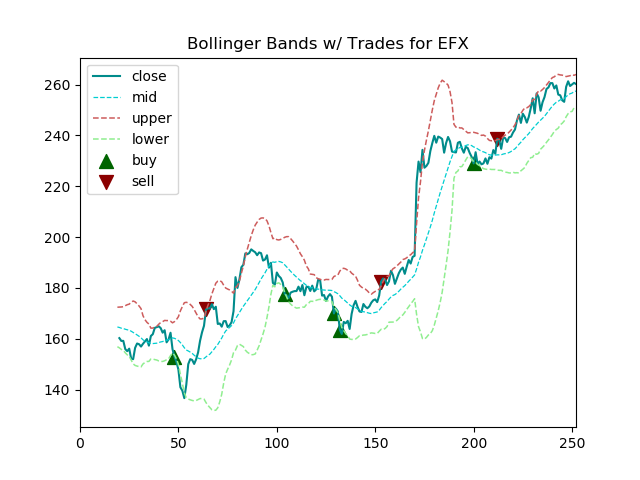 Bollinger Bands w/ Trades for EFX
close
mid
upper
lower
buy
sell
260
240
220
200
180
160
140
0 50 100 150 200 250